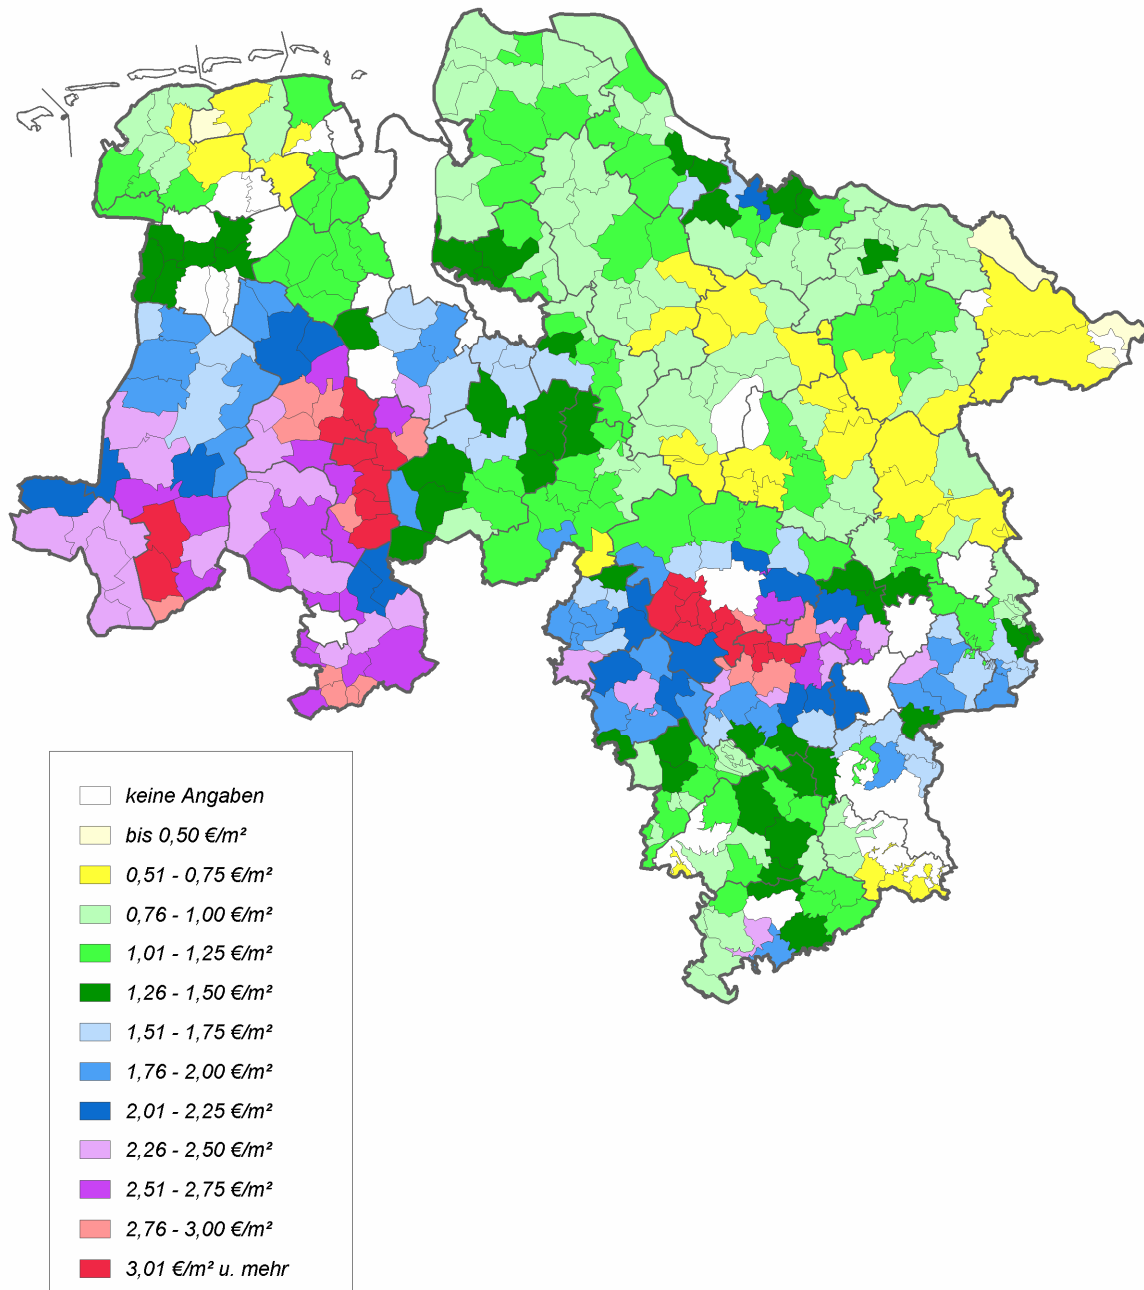 keine Angaben
bis 0,50 €/m²
0,51 - 0,75 €/m²
0,76 - 1,00 €/m²
1,01 - 1,25 €/m²
1,26 - 1,50 €/m²
1,51 - 1,75 €/m²
1,76 - 2,00 €/m²
2,01 - 2,25 €/m²
2,26 - 2,50 €/m²
2,51 - 2,75 €/m²
2,76 - 3,00 €/m²
3,01 €/m² u. mehr